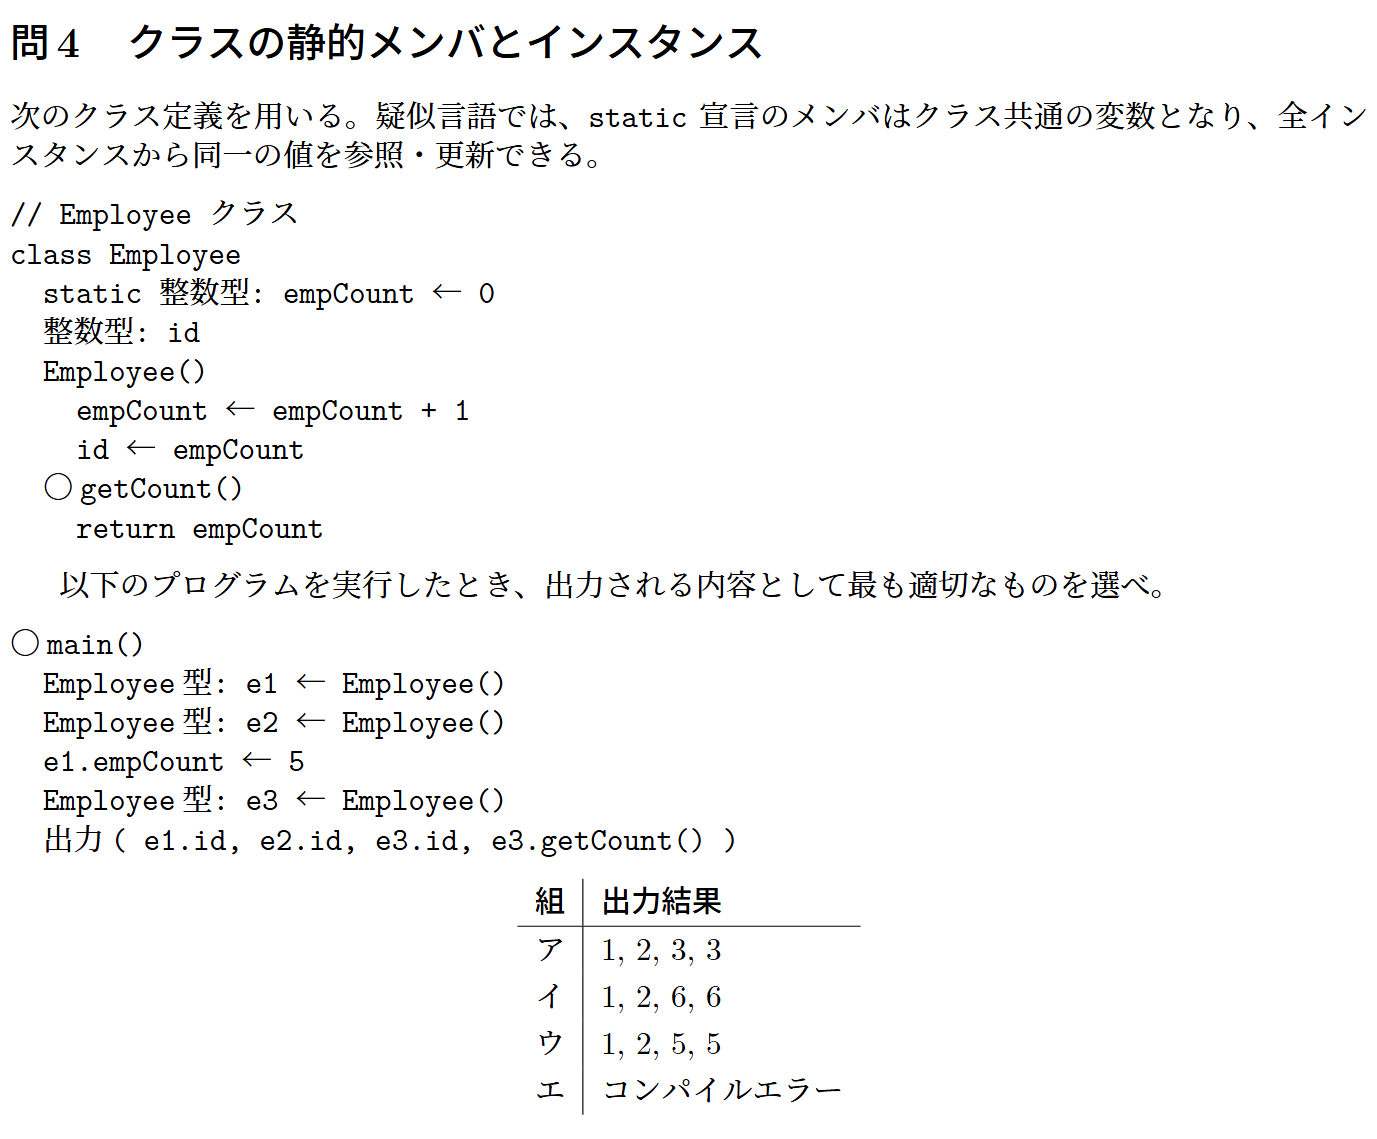 問 4 クラスの静的メンバとインスタンス
次のクラス定義を用いる。疑似言語では、static 宣言のメンバはクラス共通の変数となり、全イン
スタンスから同一の値を参照・更新できる。
// Employee クラス
class Employee
static 整数型: empCount ← 0
整数型: id
Employee()
empCount ← empCount + 1
id ← empCount
○ getCount()
return empCount
以下のプログラムを実行したとき、出力される内容として最も適切なものを選べ。
○ main()
Employee 型: e1 ← Employee()
Employee 型: e2 ← Employee()
e1.empCount ← 5
Employee 型: e3 ← Employee()
出力 ( e1.id, e2.id, e3.id, e3.getCount() )
組 出力結果
ア 1, 2, 3, 3
イ 1, 2, 6, 6
ウ 1, 2, 5, 5
エ コンパイルエラー